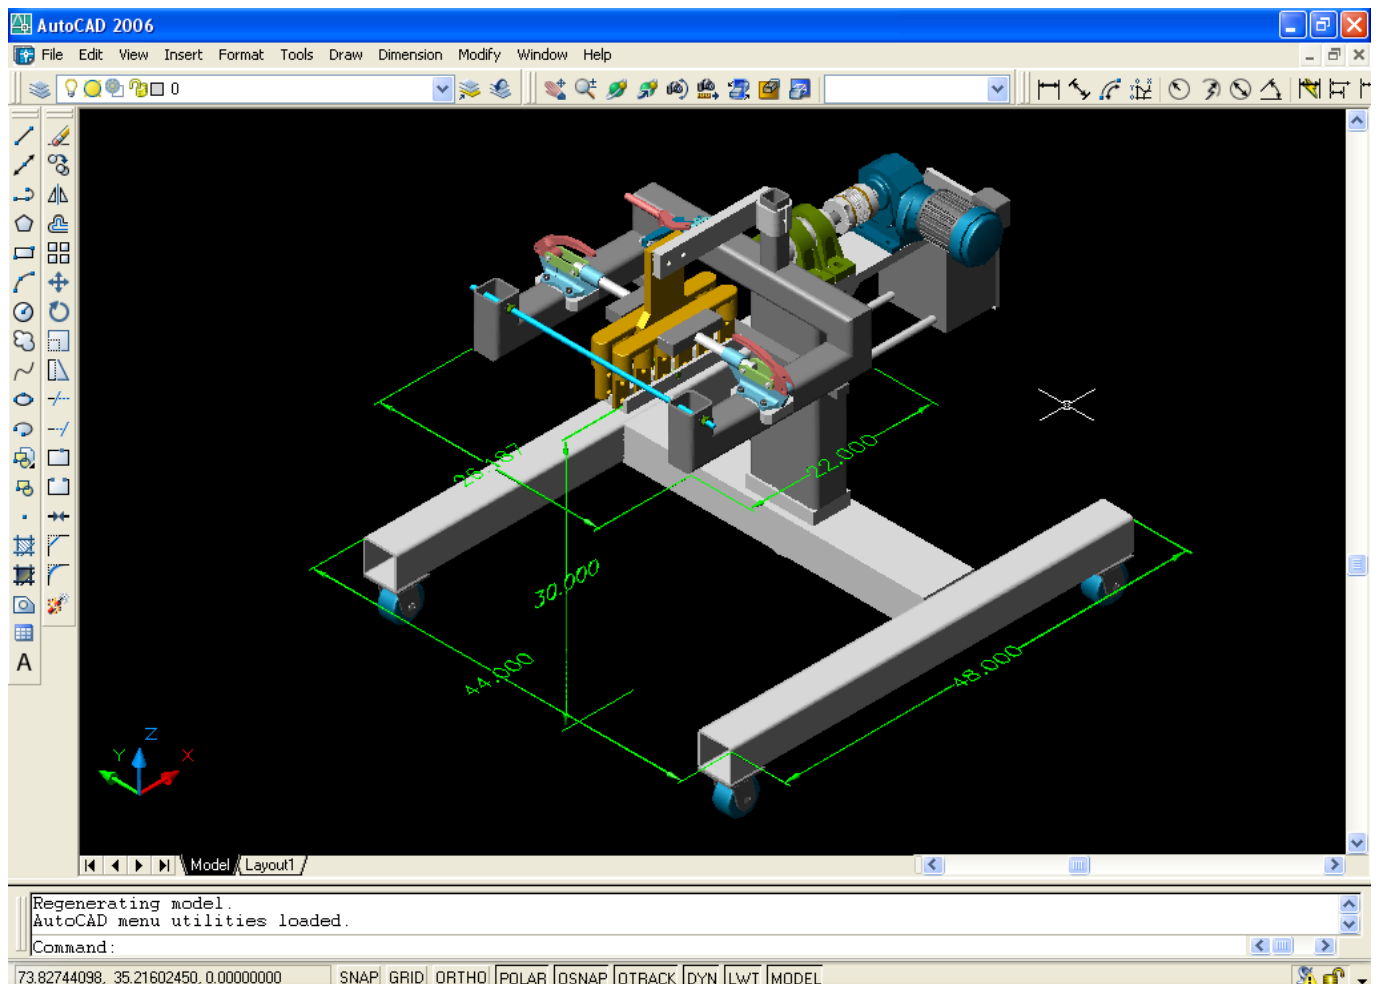 AutoCAD 2006
File Edit View Insert Format Tools Draw Dimension Modify Window Help
0
A
26.187
22.000
30.000
44.000
48.000
Z
Y X
Model Layout1
Regenerating model.
AutoCAD menu utilities loaded.
Command:
73.82744098, 35.21602450, 0.00000000 SNAP GRID ORTHO POLAR OSNAP OTRACK DYN LWT MODEL